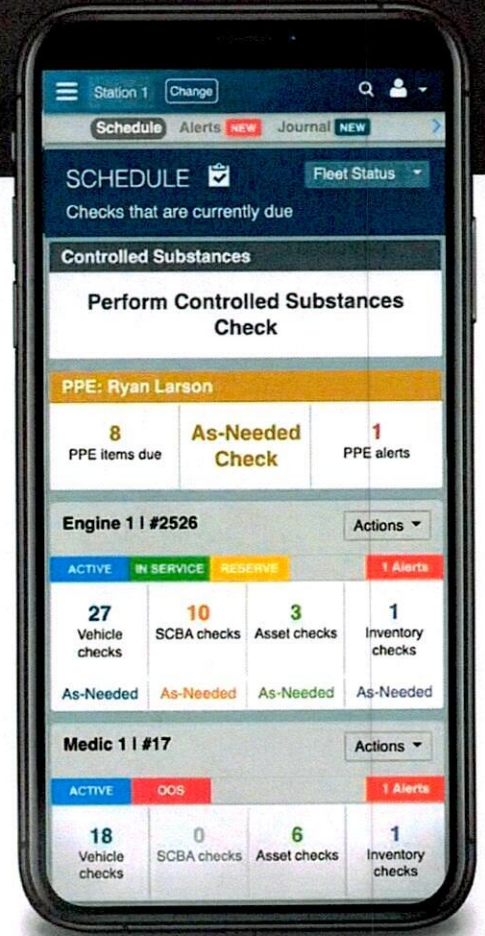 Station 1 Change
Schedule Alerts NEW Journal NEW
SCHEDULE Fleet Status
Checks that are currently due
Controlled Substances
Perform Controlled Substances
Check
PPE: Ryan Larson
8 As-Needed 1
PPE items due Check PPE alerts
Engine 1 | #2526 Actions
ACTIVE IN SERVICE RESERVE 1 Alerts
27 10 3 1
Vehicle SCBA checks Asset checks Inventory
checks checks
As-Needed As-Needed As-Needed As-Needed
Medic 1 | #17 Actions
ACTIVE OOS 1 Alerts
18 0 6 1
Vehicle SCBA checks Asset checks Inventory
checks checks